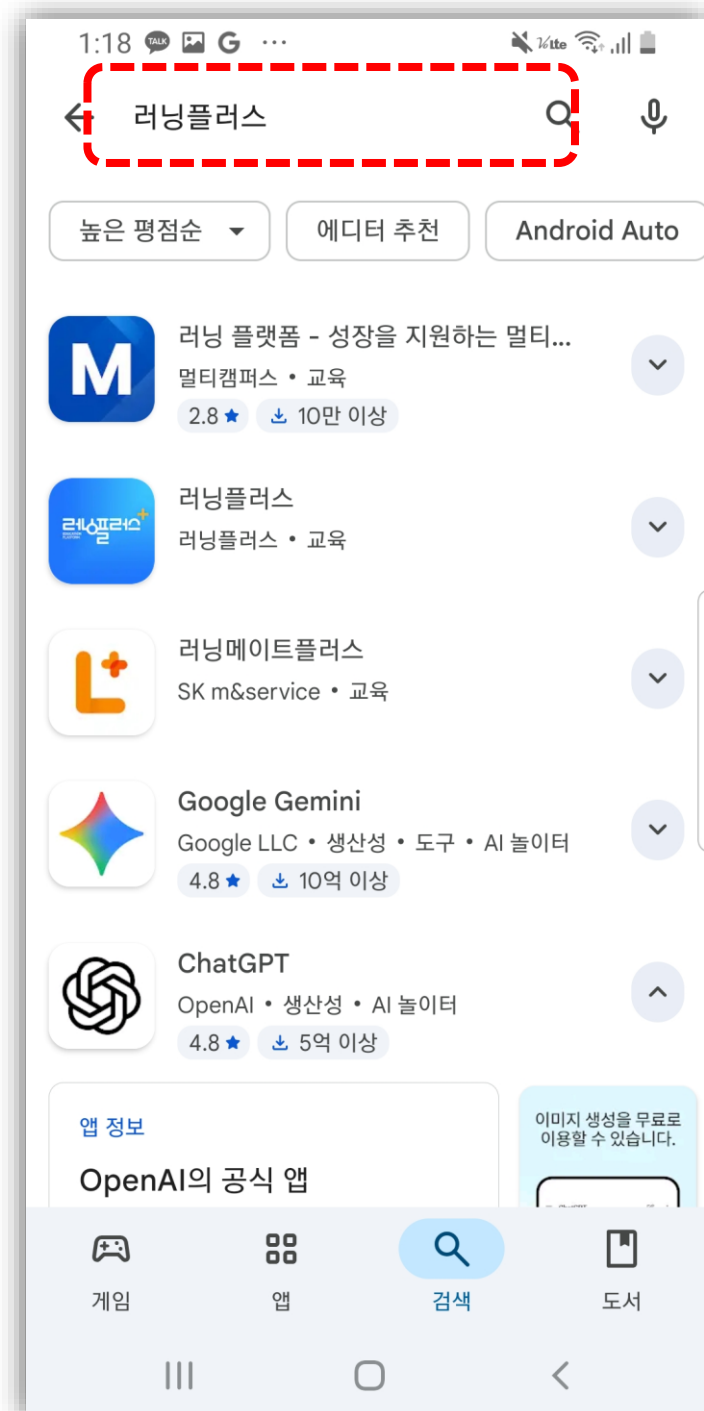 1:18 TALK G ...
러닝플러스
높은 평점순 에디터 추천 Android Auto
M
러닝 플랫폼 - 성장을 지원하는 멀티...
멀티캠퍼스 • 교육
2.8 ★ 10만 이상
러닝플러스+
러닝플러스
러닝플러스 • 교육
L+
러닝메이트플러스
SK m&service • 교육
Google Gemini
Google LLC • 생산성 • 도구 • AI 놀이터
4.8 ★ 10억 이상
ChatGPT
OpenAI • 생산성 • AI 놀이터
4.8 ★ 5억 이상
앱 정보
OpenAI의 공식 앱
이미지 생성을 무료로
이용할 수 있습니다.
게임 앱 검색 도서